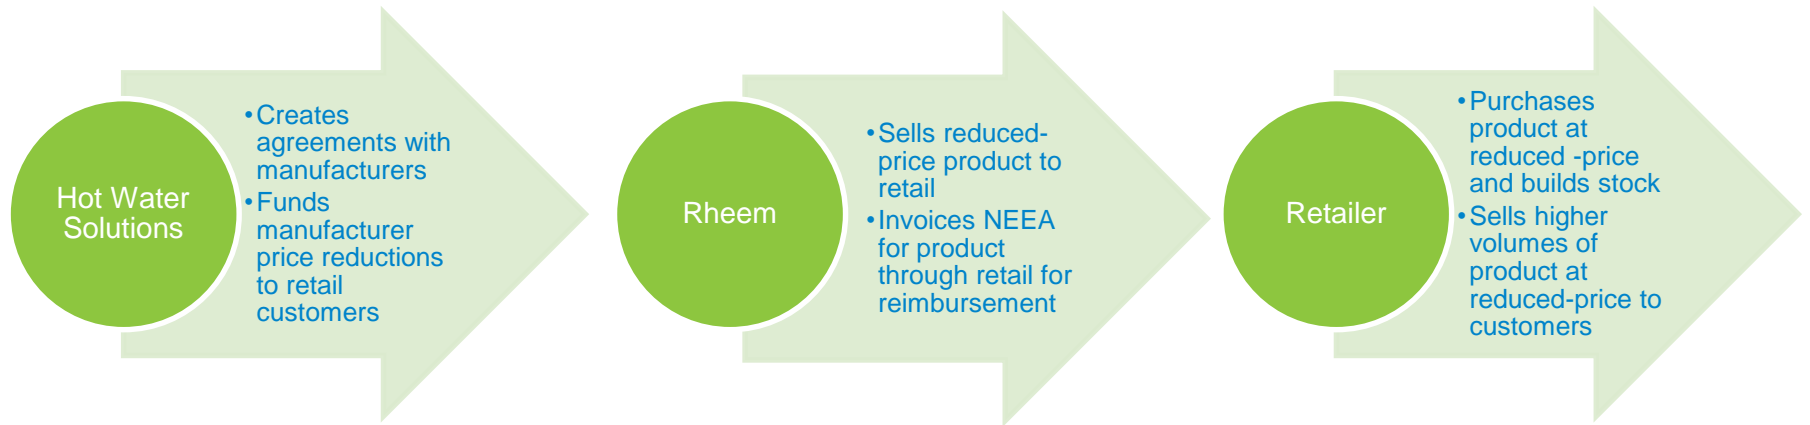 Hot Water
Solutions
•Creates
agreements with
manufacturers
•Funds
manufacturer
price reductions
to retail
customers
Rheem
•Sells reduced-
price product to
retail
•Invoices NEEA
for product
through retail for
reimbursement
Retailer
•Purchases
product at
reduced -price
and builds stock
•Sells higher
volumes of
product at
reduced-price to
customers